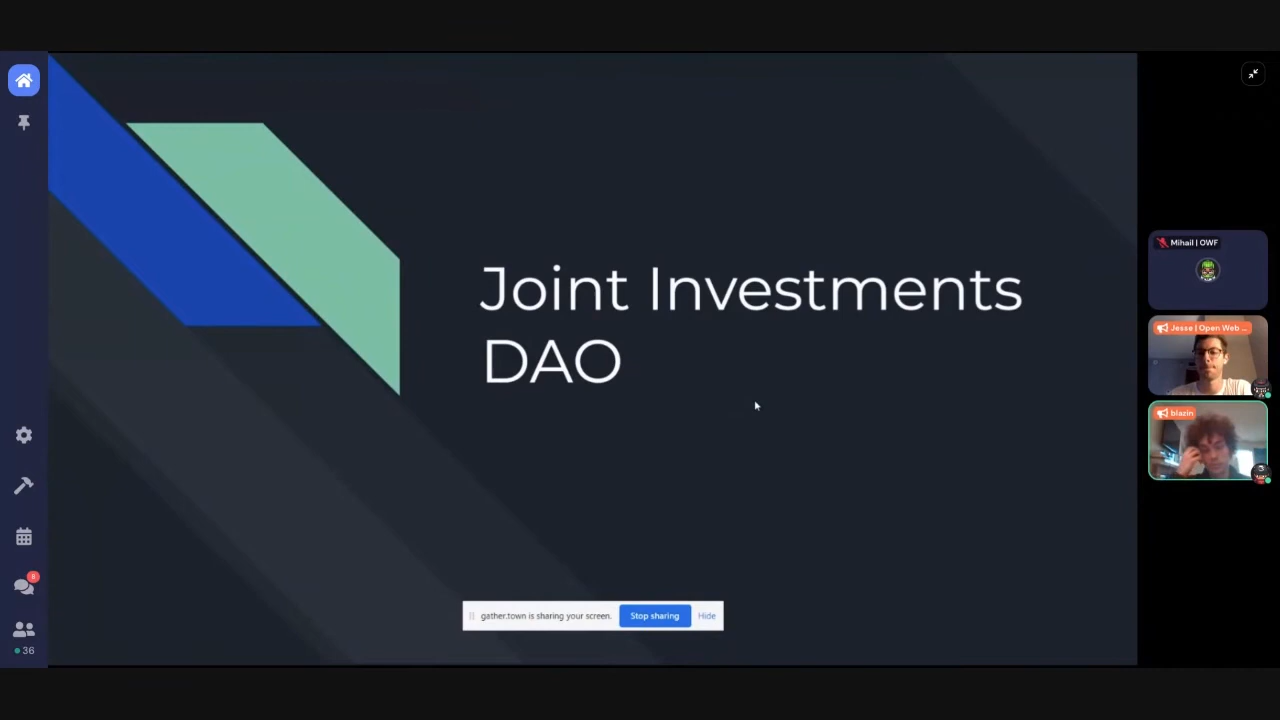 Joint Investments
DAO
gather.town is sharing your screen. Stop sharing Hide
Mihail | OWF
Jesse | Open Web ...
blazin
36